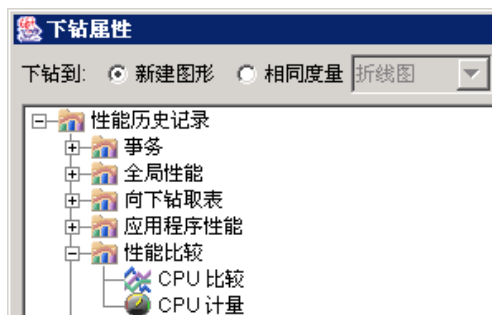 下钻属性
下钻到: 新建图形 相同度量 折线图
性能历史记录
事务
全局性能
向下钻取表
应用程序性能
性能比较
CPU 比较
CPU 计量